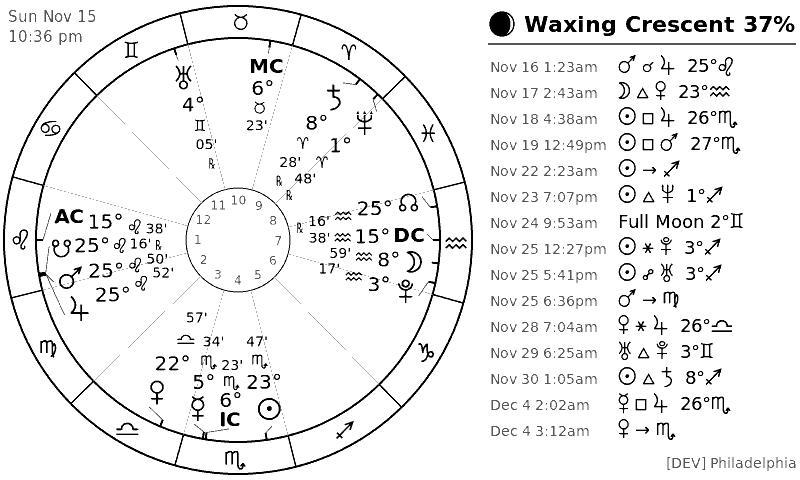 Sun Nov 15
10:36 pm
Waxing Crescent 37%
Nov 16 1:23am ♂ ☌ ♃ 25°♌
Nov 17 2:43am ☽ △ ♀ 23°♒
Nov 18 4:38am ☉ □ ♃ 26°♏
Nov 19 12:49pm ☉ □ ♂ 27°♏
Nov 22 2:23am ☉ → ♐
Nov 23 7:07pm ☉ △ ♆ 1°♐
Nov 24 9:53am Full Moon 2°♊
Nov 25 12:27pm ☉ ⚹ ♇ 3°♐
Nov 25 5:41pm ☉ ☍ ♅ 3°♐
Nov 25 6:36pm ♂ → ♍
Nov 28 7:04am ♀ ⚹ ♃ 26°♎
Nov 29 6:25am ♅ △ ♇ 3°♊
Nov 30 1:05am ☉ △ ♄ 8°♐
Dec 4 2:02am ☿ □ ♃ 26°♏
Dec 4 3:12am ♀ → ♏
[DEV] Philadelphia
♉
♊
♈
♋
♓
♌
♒
♍
♑
♎
♐
♏
♅ 4° ♊ 05' ℞
MC 6° ♉ 23'
♄ 8° ♈ 28' ℞
♆ 1° ♈ 48' ℞
☊ 25° ♒ 16' ℞
AC 15° ♌ 38'
☋ 25° ♌ 16' ℞
♂ 25° ♌ 50'
♃ 25° ♌ 52'
38' ♒ 15° DC
59' ♒ 8° ☽
17' ♒ 3° ♇
57' ♎ 22° ♀
34' ♏ 5° ☿
23' ♏ 6° IC
47' ♏ 23° ☉
1
2
3
4
5
6
7
8
9
10
11
12